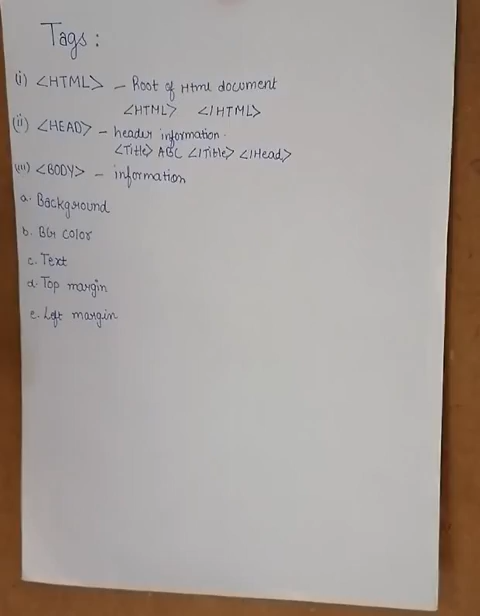 Tags :
(i) <HTML> - Root of Html document
<HTML> </HTML>
(ii) <HEAD> - header information.
<Title> ABC </Title> </Head>
(iii) <BODY> - information
a. Background
b. BG Color
c. Text
d. Top margin
e. Left margin